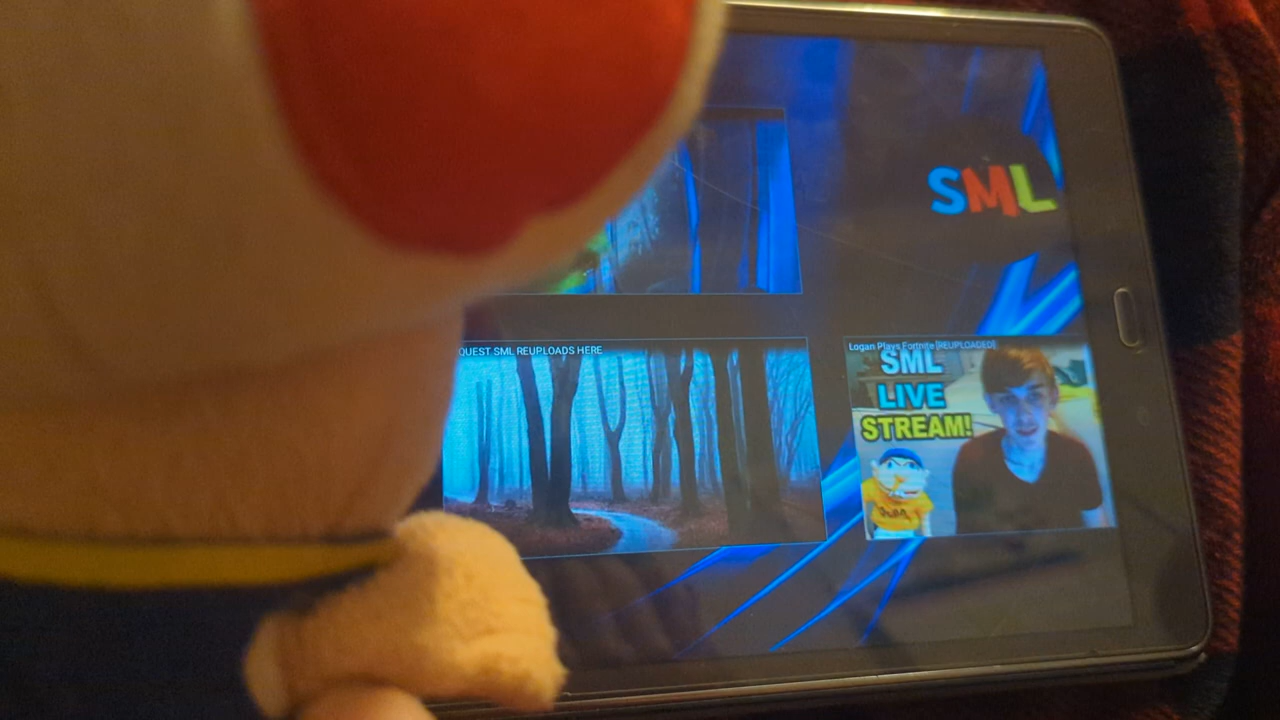 SML
QUEST SML REUPLOADS HERE
Logan Plays Fortnite [REUPLOADED]
SML
LIVE
STREAM!